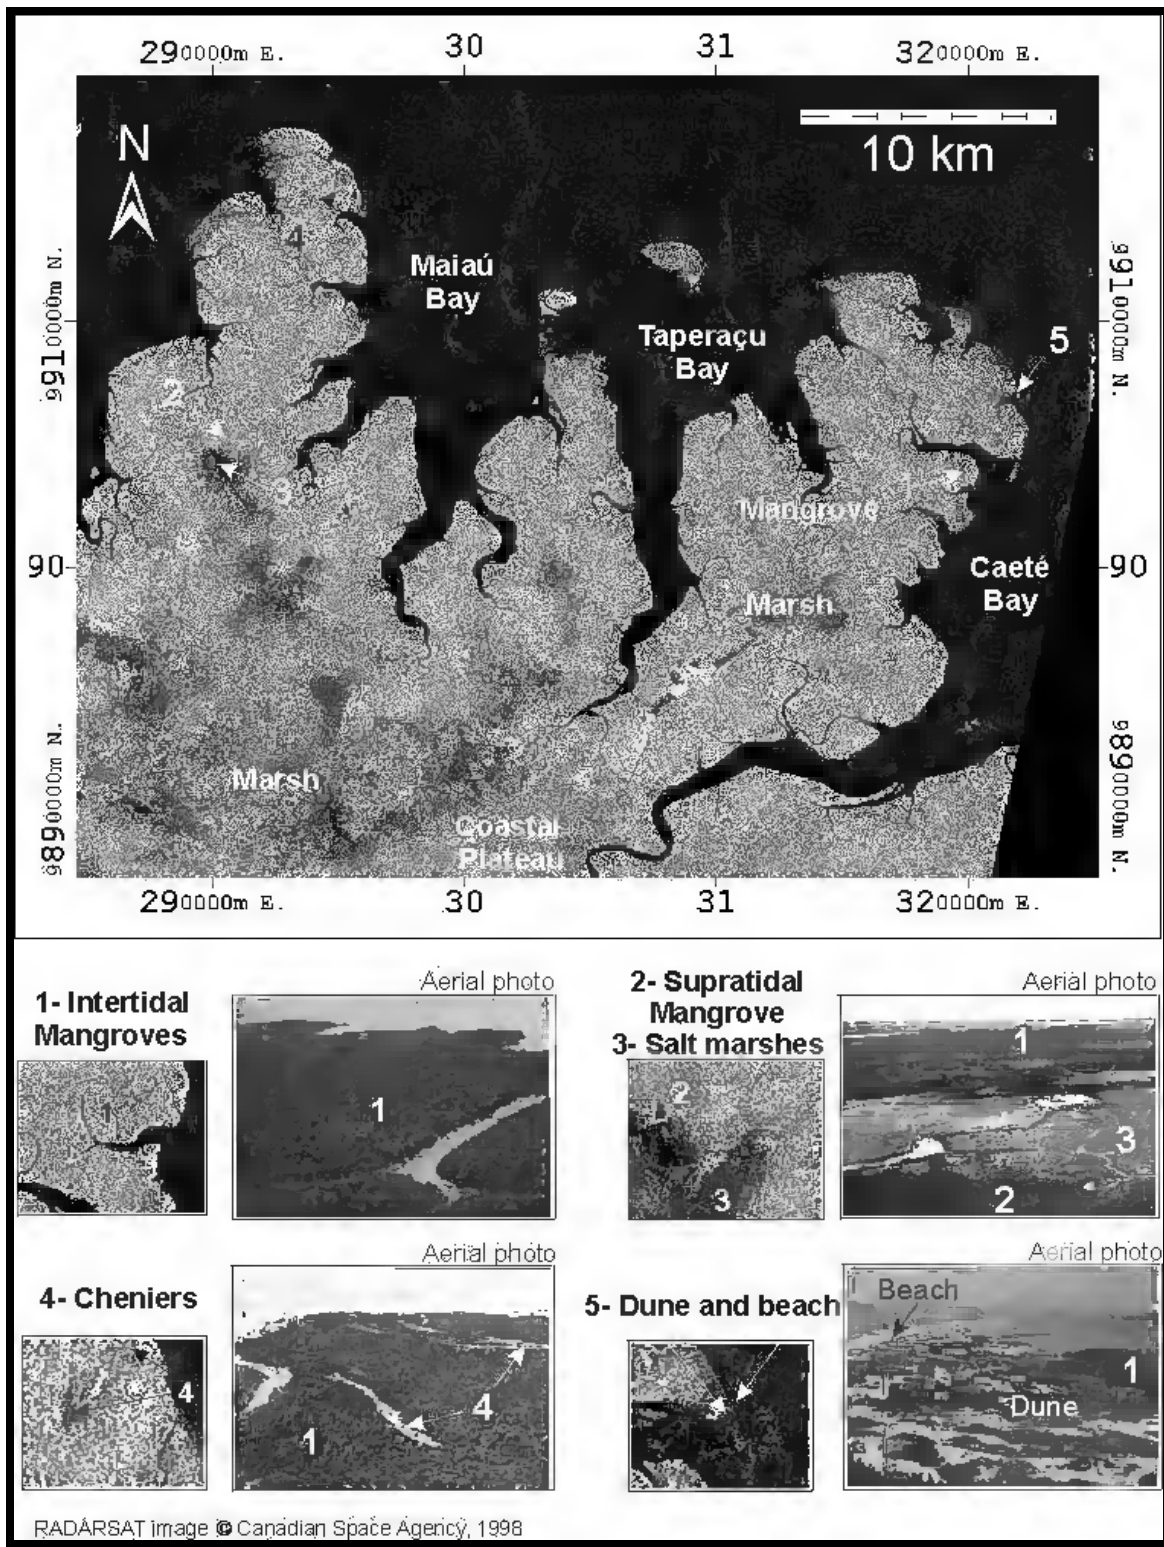 290000m E.
30
31
320000m E.
N
10 km
4
Maiaú
Bay
9910000m N.
9910000m N.
Taperaçu
Bay
5
2
3
Mangrove
1
90
Caeté
Bay
90
Marsh
9890000m N.
9890000m N.
Marsh
Coastal
Plateau
290000m E.
30
31
320000m E.
1- Intertidal
Mangroves
Aerial photo
1
1
2- Supratidal
Mangrove
3- Salt marshes
Aerial photo
2
3
1
3
2
4- Cheniers
Aerial photo
4
4
1
5- Dune and beach
Aerial photo
Beach
1
Dune
RADARSAT image © Canadian Space Agency, 1998